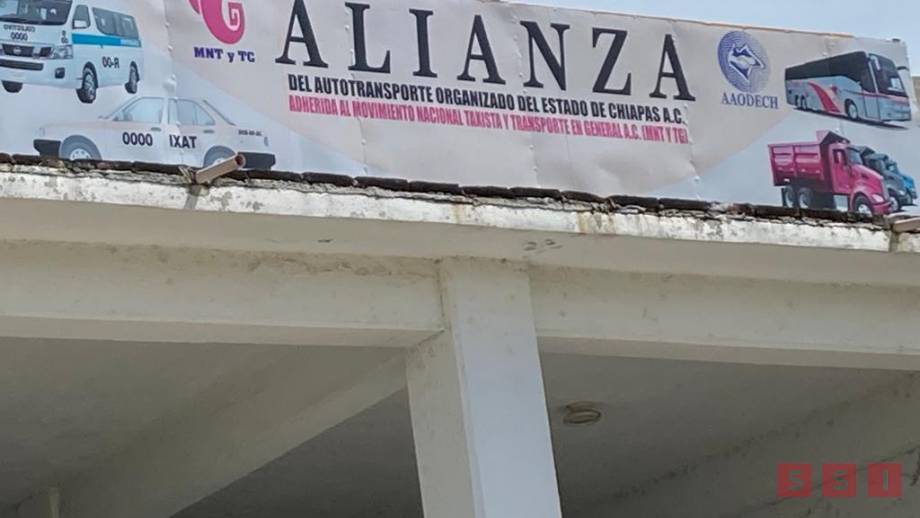 ALIANZA
DEL AUTOTRANSPORTE ORGANIZADO DEL ESTADO DE CHIAPAS A.C.
ADHERIDA AL MOVIMIENTO NACIONAL TAXISTA Y TRANSPORTE EN GENERAL A.C. (MNT Y TG)
MNT y TG
AAODECH
0000
00-R
0000 IXAT
SSI